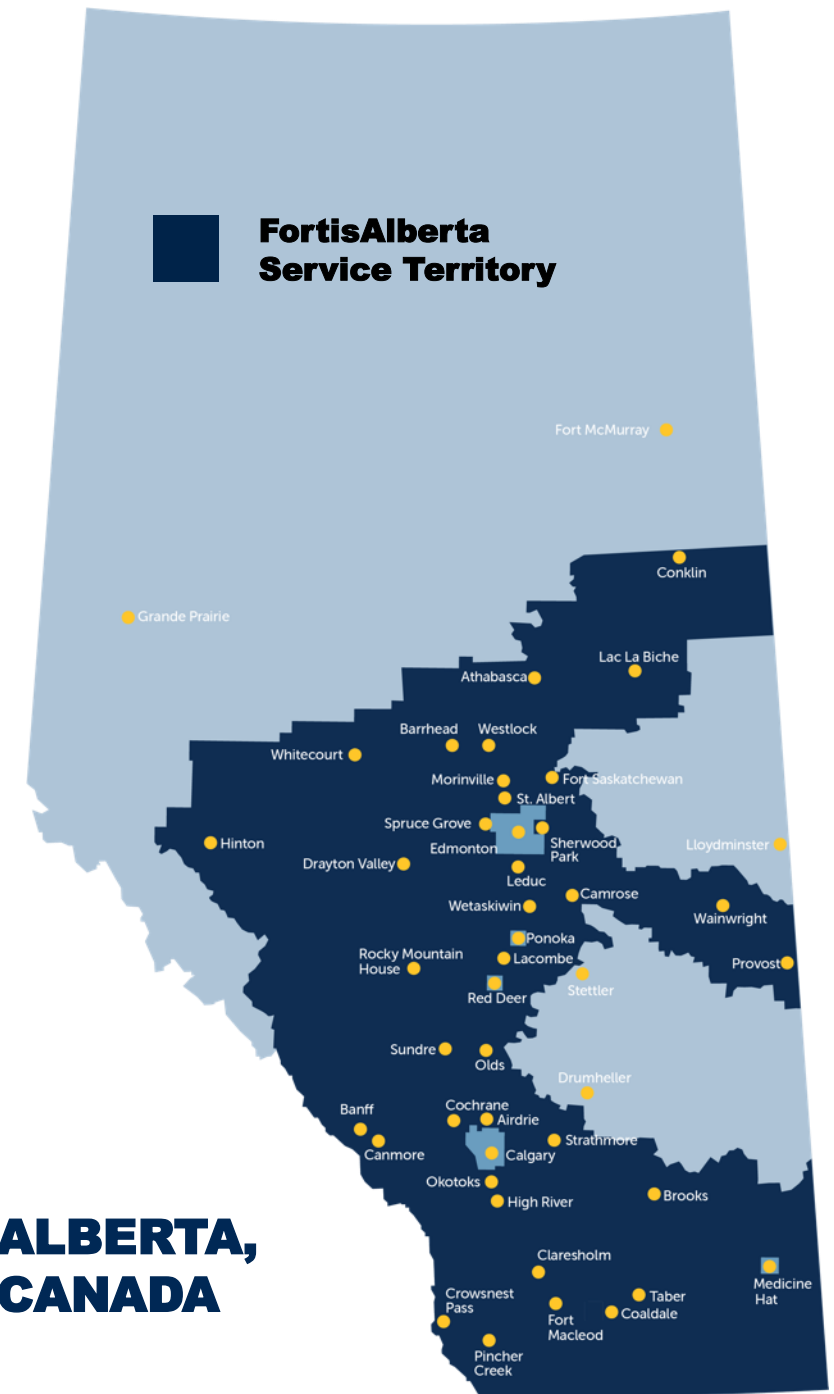 FortisAlberta
Service Territory
Fort McMurray
Conklin
Grande Prairie
Lac La Biche
Athabasca
Barrhead
Westlock
Whitecourt
Morinville
Fort Saskatchewan
St. Albert
Spruce Grove
Edmonton
Sherwood
Park
Hinton
Lloydminster
Drayton Valley
Leduc
Camrose
Wetaskiwin
Wainwright
Ponoka
Rocky Mountain
House
Lacombe
Provost
Stettler
Red Deer
Sundre
Olds
Drumheller
Banff
Cochrane
Airdrie
Strathmore
Canmore
Calgary
Okotoks
High River
Brooks
ALBERTA,
CANADA
Claresholm
Medicine
Hat
Crowsnest
Pass
Taber
Coaldale
Fort
Macleod
Pincher
Creek